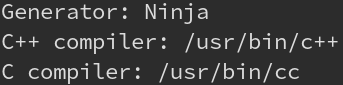 Generator: Ninja
C++ compiler: /usr/bin/c++
C compiler: /usr/bin/cc